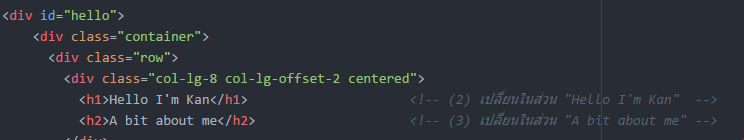 <div id="hello">
<div class="container">
<div class="row">
<div class="col-lg-8 col-lg-offset-2 centered">
<h1>Hello I'm Kan</h1> <!-- (2) เปลี่ยนในส่วน "Hello I'm Kan" -->
<h2>A bit about me</h2> <!-- (3) เปลี่ยนในส่วน "A bit about me" -->
</div>